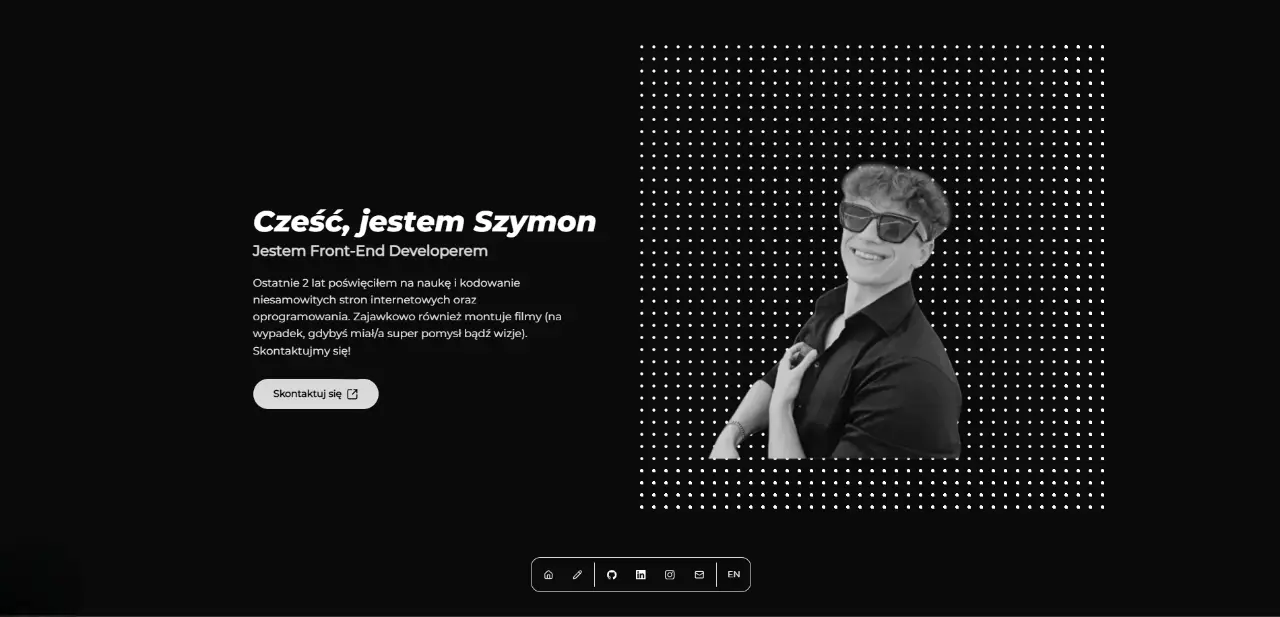 Cześć, jestem Szymon
Jestem Front-End Developerem
Ostatnie 2 lat poświęciłem na naukę i kodowanie
niesamowitych stron internetowych oraz
oprogramowania. Zajawkowo również montuje filmy (na
wypadek, gdybyś miał/a super pomysł bądź wizje).
Skontaktujmy się!
Skontaktuj się
EN